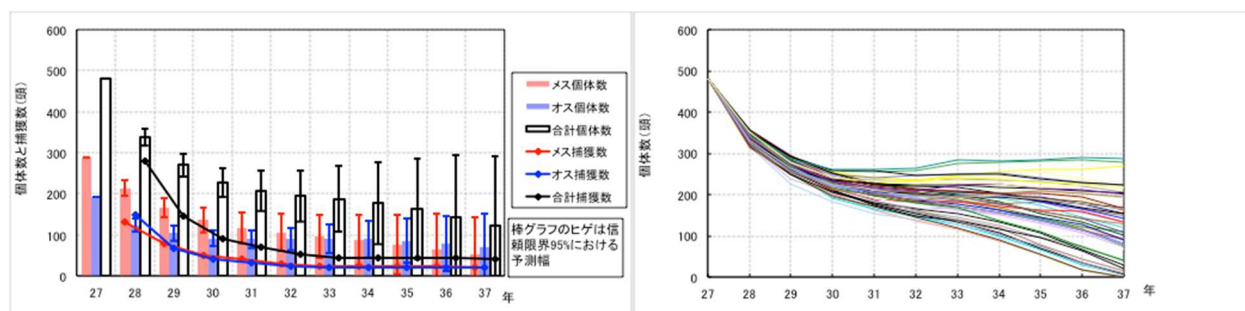 個体数と捕獲数(頭)
600
500
400
300
200
100
0
27 28 29 30 31 32 33 34 35 36 37 年
メス個体数
オス個体数
合計個体数
メス捕獲数
オス捕獲数
合計捕獲数
棒グラフのヒゲは信
頼限界95%における
予測幅
個体数(頭)
600
500
400
300
200
100
0
27 28 29 30 31 32 33 34 35 36 37 年